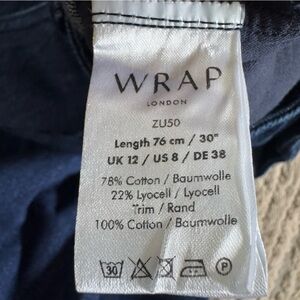 WRAP
LONDON
ZU50
Length 76 cm / 30"
UK 12 / US 8 / DE 38
78% Cotton / Baumwolle
22% Lyocell / Lyocell
Trim / Rand
100% Cotton / Baumwolle
30 P